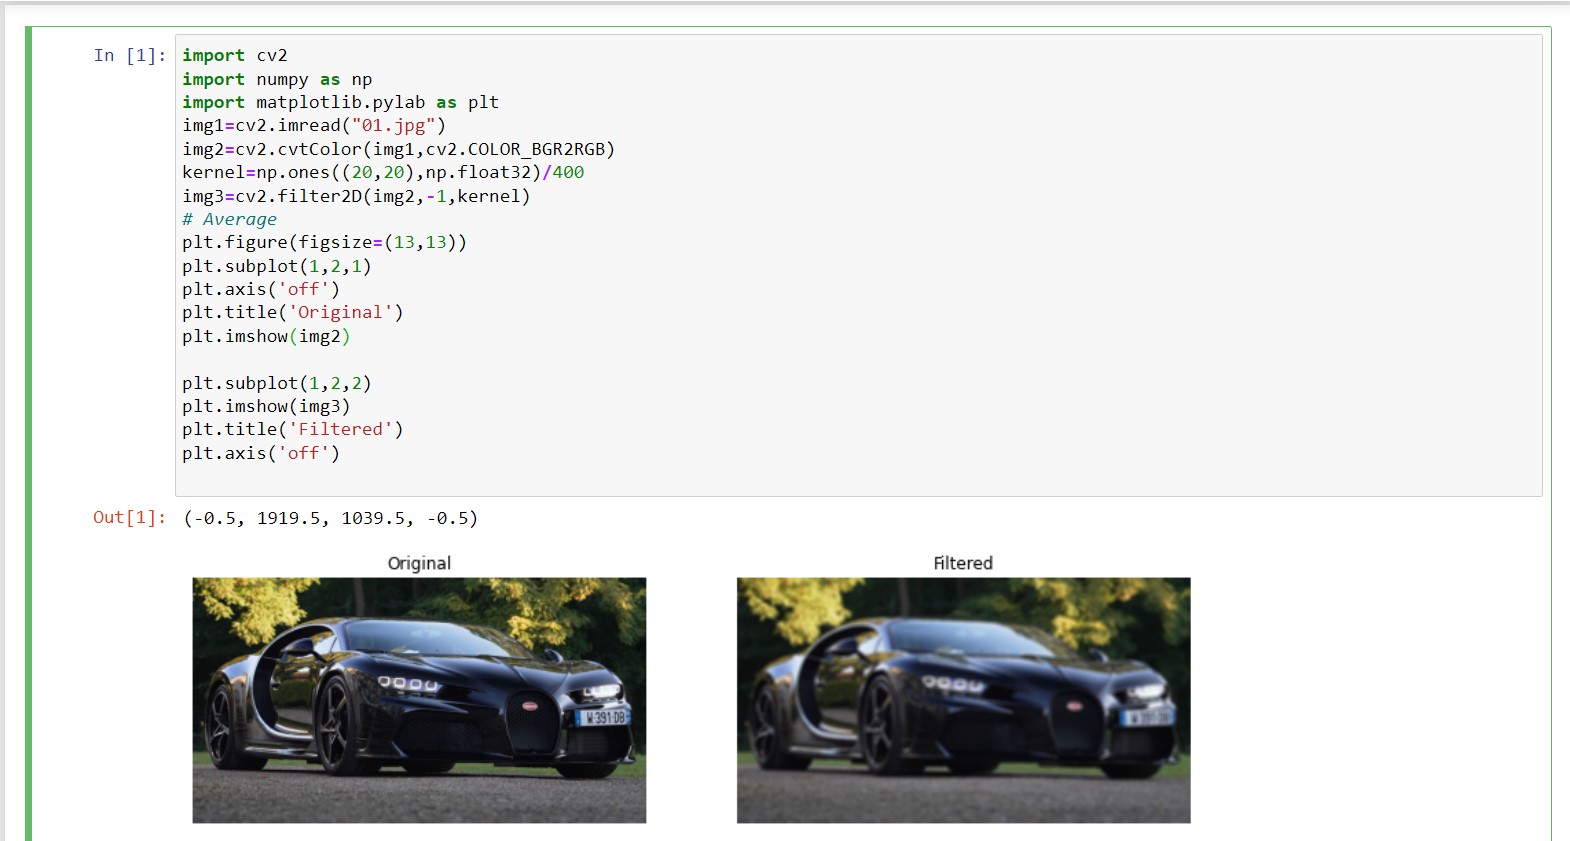 In [1]:
import cv2
import numpy as np
import matplotlib.pylab as plt
img1=cv2.imread("01.jpg")
img2=cv2.cvtColor(img1,cv2.COLOR_BGR2RGB)
kernel=np.ones((20,20),np.float32)/400
img3=cv2.filter2D(img2,-1,kernel)
# Average
plt.figure(figsize=(13,13))
plt.subplot(1,2,1)
plt.axis('off')
plt.title('Original')
plt.imshow(img2)
plt.subplot(1,2,2)
plt.imshow(img3)
plt.title('Filtered')
plt.axis('off')
Out[1]: (-0.5, 1919.5, 1039.5, -0.5)
Original
Filtered
W 391 DB